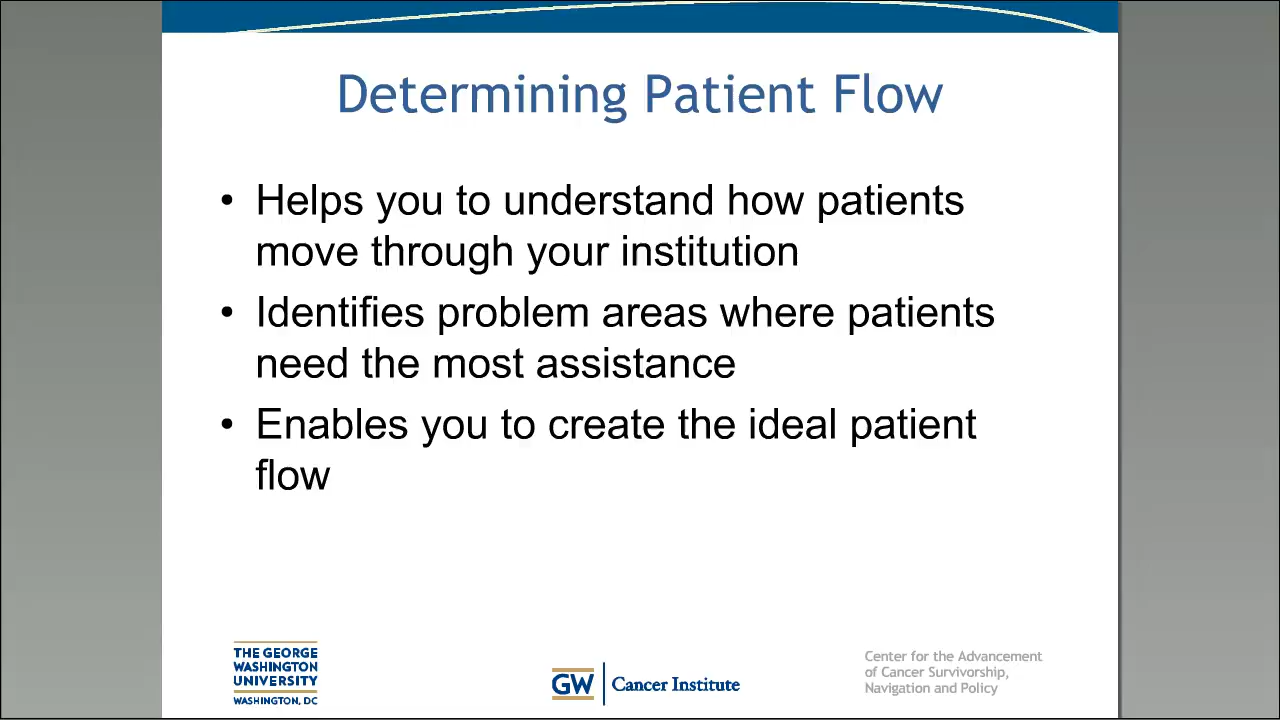 Determining Patient Flow
• Helps you to understand how patients
move through your institution
• Identifies problem areas where patients
need the most assistance
• Enables you to create the ideal patient
flow
THE GEORGE
WASHINGTON
UNIVERSITY
WASHINGTON, DC
GW Cancer Institute
Center for the Advancement
of Cancer Survivorship,
Navigation and Policy